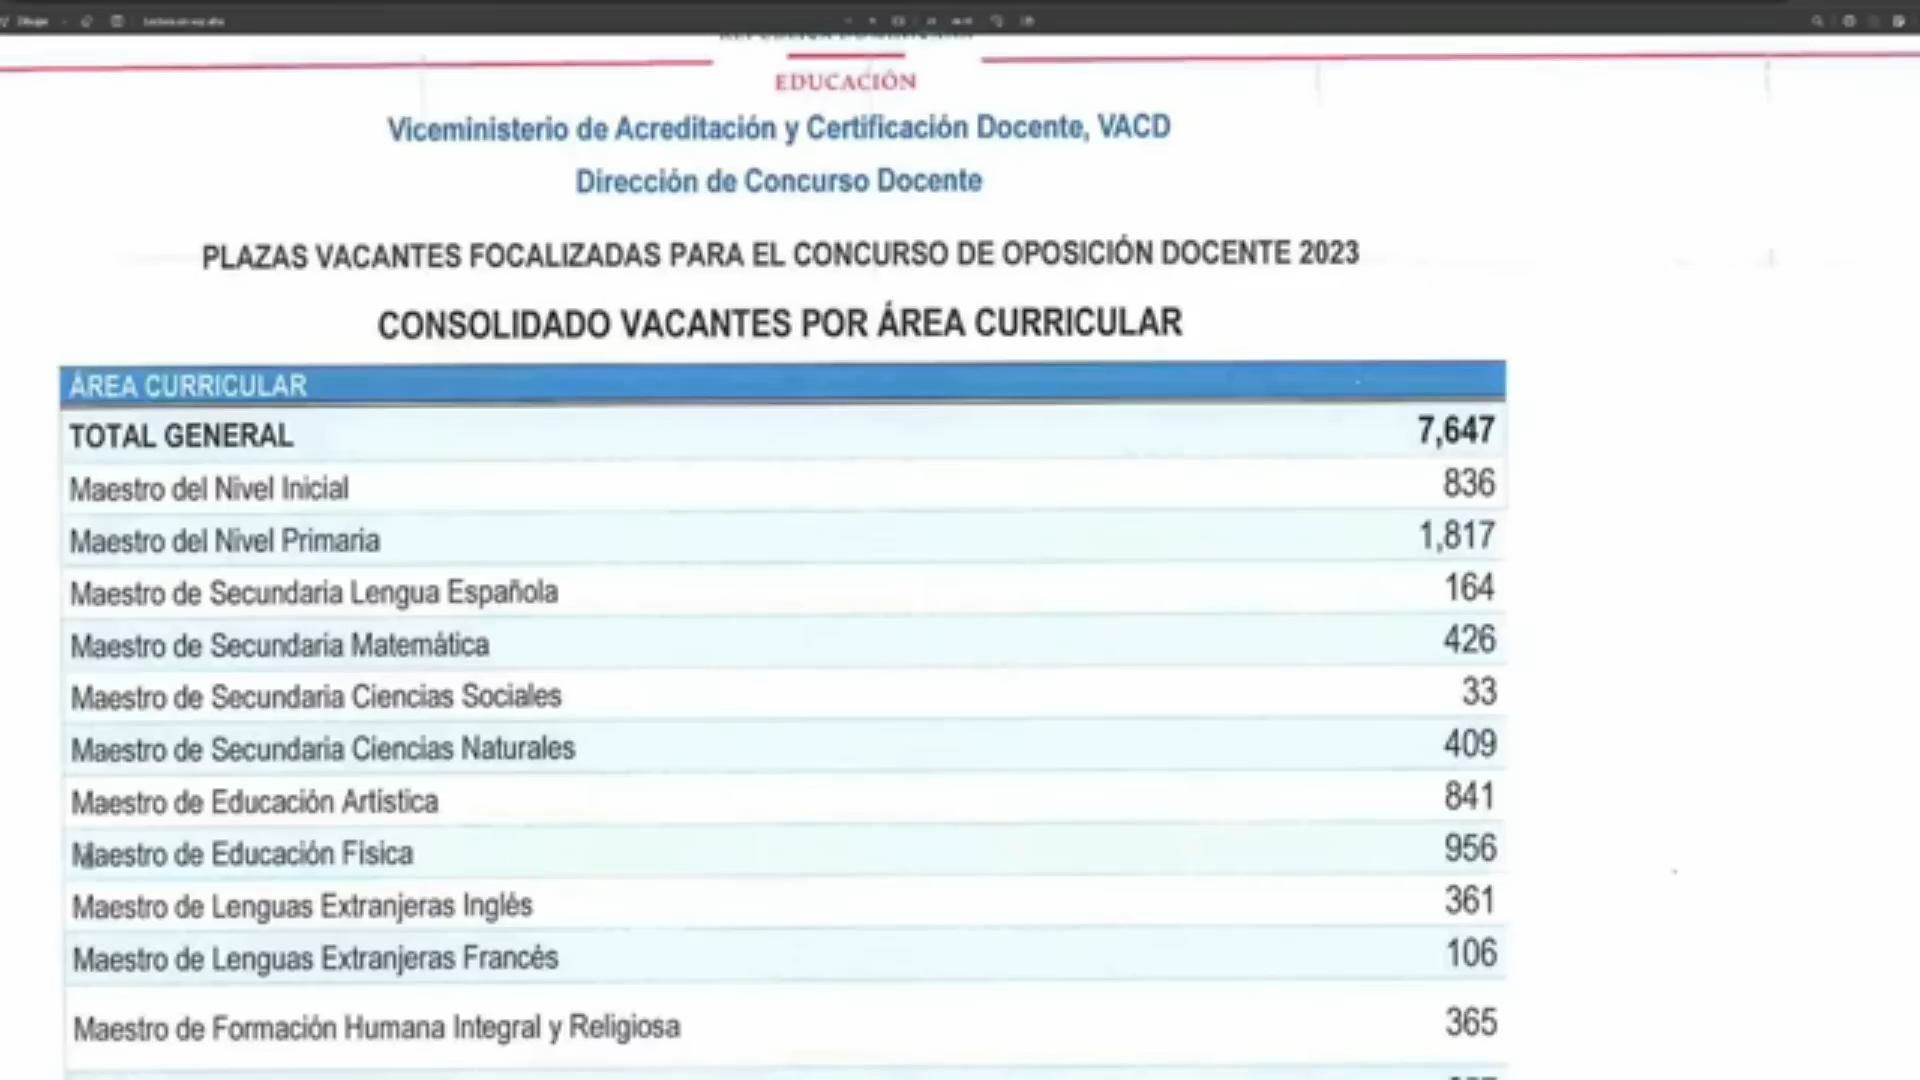 REPÚBLICA DOMINICANA
EDUCACIÓN
Viceministerio de Acreditación y Certificación Docente, VACD
Dirección de Concurso Docente
PLAZAS VACANTES FOCALIZADAS PARA EL CONCURSO DE OPOSICIÓN DOCENTE 2023
CONSOLIDADO VACANTES POR ÁREA CURRICULAR
ÁREA CURRICULAR
TOTAL GENERAL 7,647
Maestro del Nivel Inicial 836
Maestro del Nivel Primaria 1,817
Maestro de Secundaria Lengua Española 164
Maestro de Secundaria Matemática 426
Maestro de Secundaria Ciencias Sociales 33
Maestro de Secundaria Ciencias Naturales 409
Maestro de Educación Artística 841
Maestro de Educación Física 956
Maestro de Lenguas Extranjeras Inglés 361
Maestro de Lenguas Extranjeras Francés 106
Maestro de Formación Humana Integral y Religiosa 365